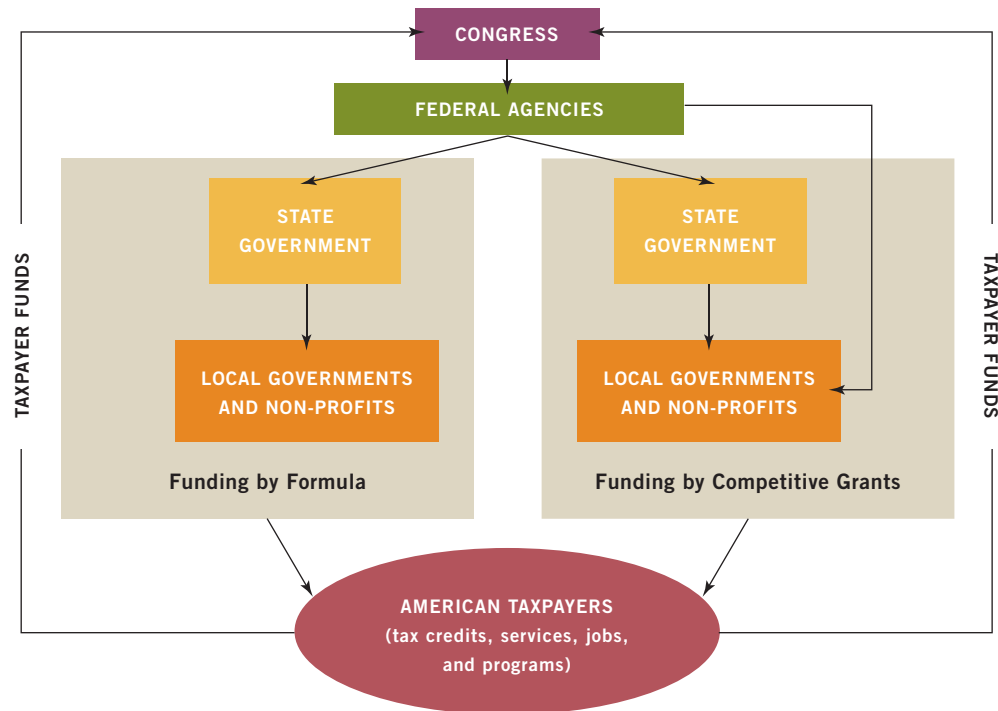 CONGRESS
FEDERAL AGENCIES
STATE
GOVERNMENT
STATE
GOVERNMENT
TAXPAYER FUNDS
TAXPAYER FUNDS
LOCAL GOVERNMENTS
AND NON-PROFITS
LOCAL GOVERNMENTS
AND NON-PROFITS
Funding by Formula
Funding by Competitive Grants
AMERICAN TAXPAYERS
(tax credits, services, jobs,
and programs)